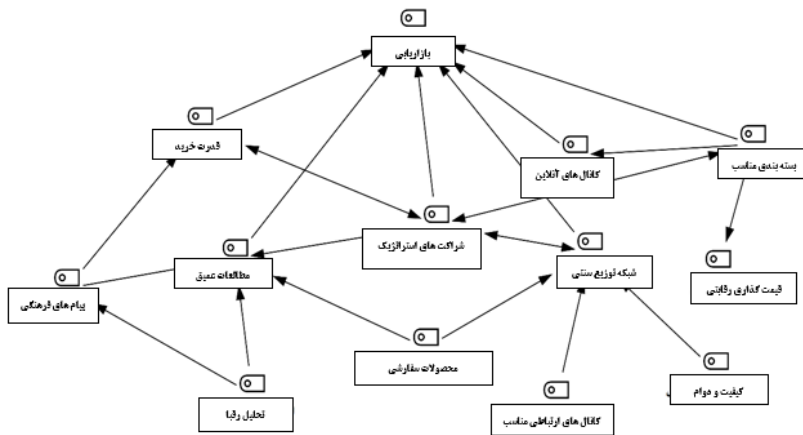 بازاریابی
قدرت خرید
کانال های آنلاین
بسته بندی مناسب
شراکت های استراتژیک
مطالعات عمیق
شبکه توزیع سنتی
قیمت گذاری رقابتی
پیام های فرهنگی
محصولات سفارشی
کیفیت و دوام
تحلیل رقبا
کانال های ارتباطی مناسب